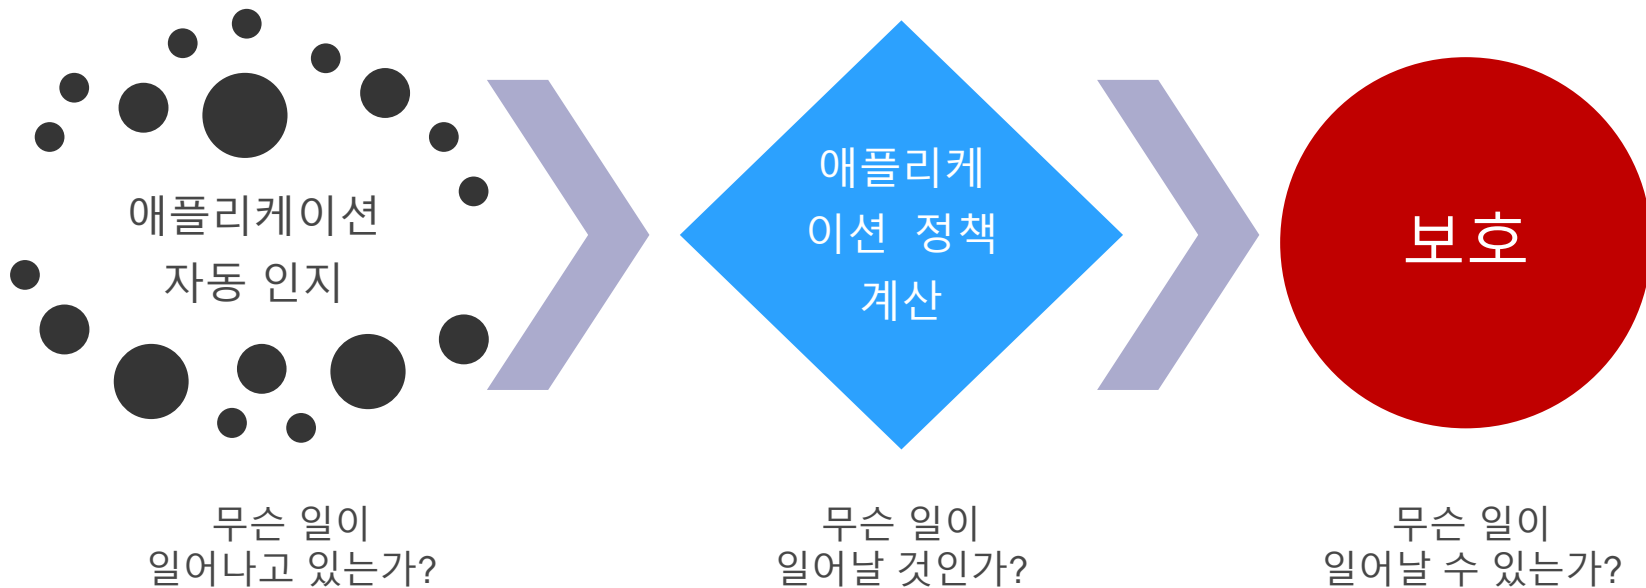 애플리케이션
자동 인지
애플리케
이션 정책
계산
보호
무슨 일이
일어나고 있는가?
무슨 일이
일어날 것인가?
무슨 일이
일어날 수 있는가?